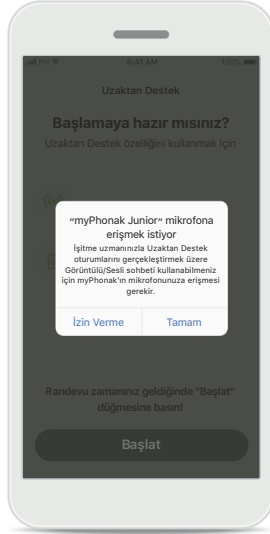 PH 9:41 AM 100%
Uzaktan Destek
Başlamaya hazır mısınız?
Uzaktan Destek özelliğini kullanmak için
"myPhonak Junior" mikrofona
erişmek istiyor
İşitme uzmanınızla Uzaktan Destek
oturumlarını gerçekleştirmek üzere
Görüntülü/Sesli sohbeti kullanabilmeniz
için myPhonak'ın mikrofonunuza erişmesi
gerekir.
İzin Verme Tamam
Randevu zamanınız geldiğinde "Başlat"
düğmesine basın!
Başlat